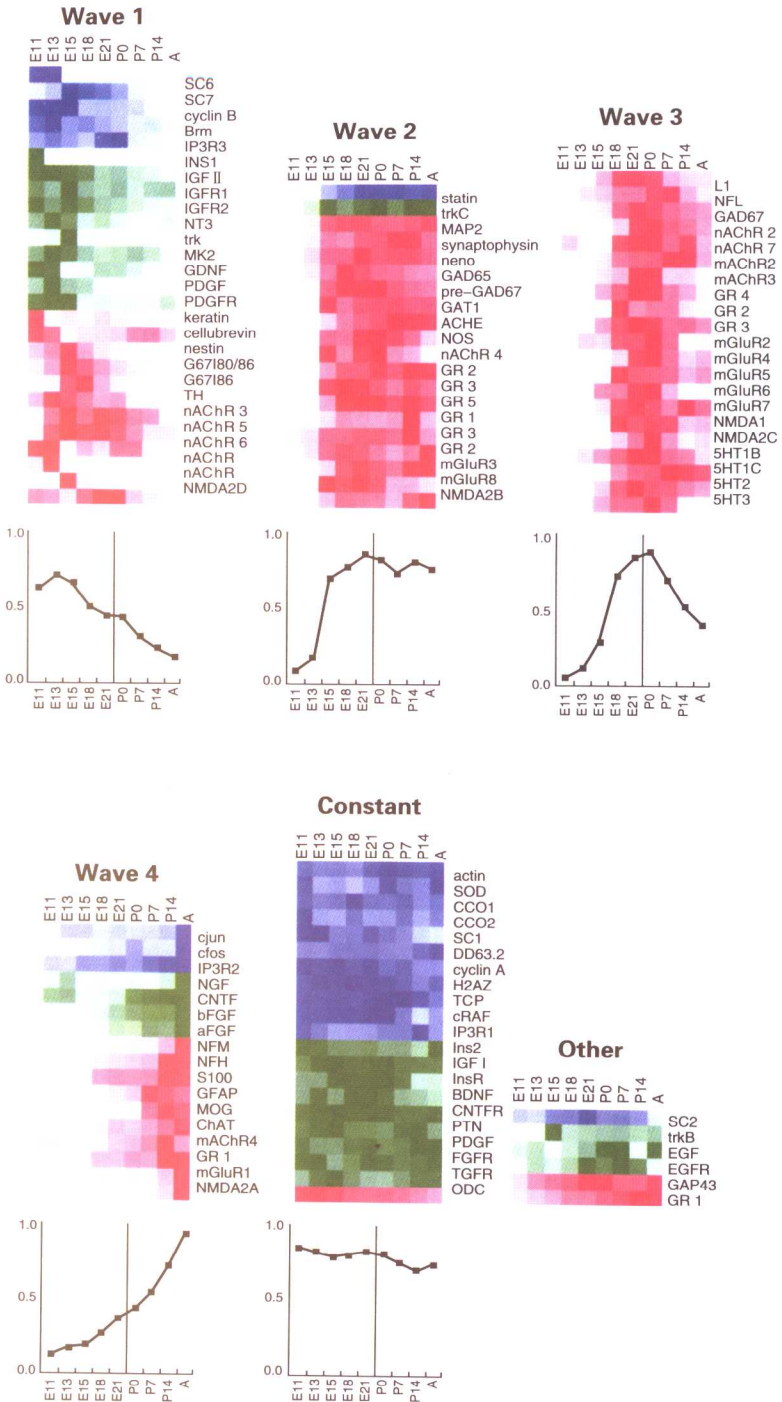 Wave 1
E11 E13 E15 E18 E21 P0 P7 P14 A
SC6
SC7
cyclin B
Brm
IP3R3
INS1
IGF II
IGFR1
IGFR2
NT3
trk
MK2
GDNF
PDGF
PDGFR
keratin
cellubrevin
nestin
G67I80/86
G67I86
TH
nAChR 3
nAChR 5
nAChR 6
nAChR
nAChR
NMDA2D
1.0
0.5
0.0
E11 E13 E15 E18 E21 P0 P7 P14 A
Wave 2
E11 E13 E15 E18 E21 P0 P7 P14 A
statin
trkC
MAP2
synaptophysin
neno
GAD65
pre-GAD67
GAT1
ACHE
NOS
nAChR 4
GR 2
GR 3
GR 5
GR 1
GR 3
GR 2
mGluR3
mGluR8
NMDA2B
1.0
0.5
0.0
E11 E13 E15 E18 E21 P0 P7 P14 A
Wave 3
E11 E13 E15 E18 E21 P0 P7 P14 A
L1
NFL
GAD67
nAChR 2
nAChR 7
mAChR2
mAChR3
GR 4
GR 2
GR 3
mGluR2
mGluR4
mGluR5
mGluR6
mGluR7
NMDA1
NMDA2C
5HT1B
5HT1C
5HT2
5HT3
1.0
0.5
0.0
E11 E13 E15 E18 E21 P0 P7 P14 A
Wave 4
E11 E13 E15 E18 E21 P0 P7 P14 A
cjun
cfos
IP3R2
NGF
CNTF
bFGF
aFGF
NFM
NFH
S100
GFAP
MOG
ChAT
mAChR4
GR 1
mGluR1
NMDA2A
1.0
0.5
0.0
E11 E13 E15 E18 E21 P0 P7 P14 A
Constant
E11 E13 E15 E18 E21 P0 P7 P14 A
actin
SOD
CCO1
CCO2
SC1
DD63.2
cyclin A
H2AZ
TCP
cRAF
IP3R1
Ins2
IGF I
InsR
BDNF
CNTFR
PTN
PDGF
FGFR
TGFR
ODC
E11 E13 E15 E18 E21 P0 P7 P14 A
1.0
0.5
0.0
Other
E11 E13 E15 E18 E21 P0 P7 P14 A
SC2
trkB
EGF
EGFR
GAP43
GR 1